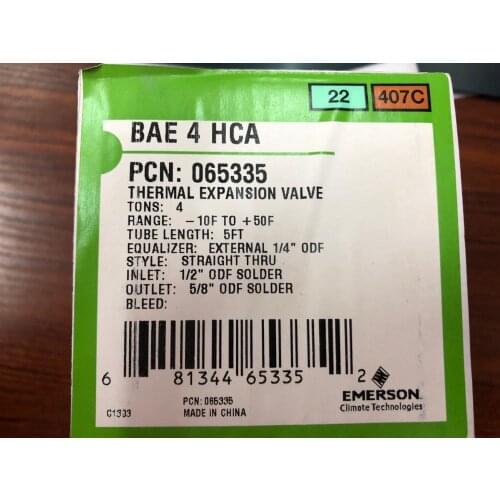 22 407C
BAE 4 HCA
PCN: 065335
THERMAL EXPANSION VALVE
TONS: 4
RANGE: -10F TO +50F
TUBE LENGTH: 5FT
EQUALIZER: EXTERNAL 1/4" ODF
STYLE: STRAIGHT THRU
INLET: 1/2" ODF SOLDER
OUTLET: 5/8" ODF SOLDER
BLEED:
6 81344 65335 2
EMERSON
Climate Technologies
PCN: 065335
C1303 MADE IN CHINA